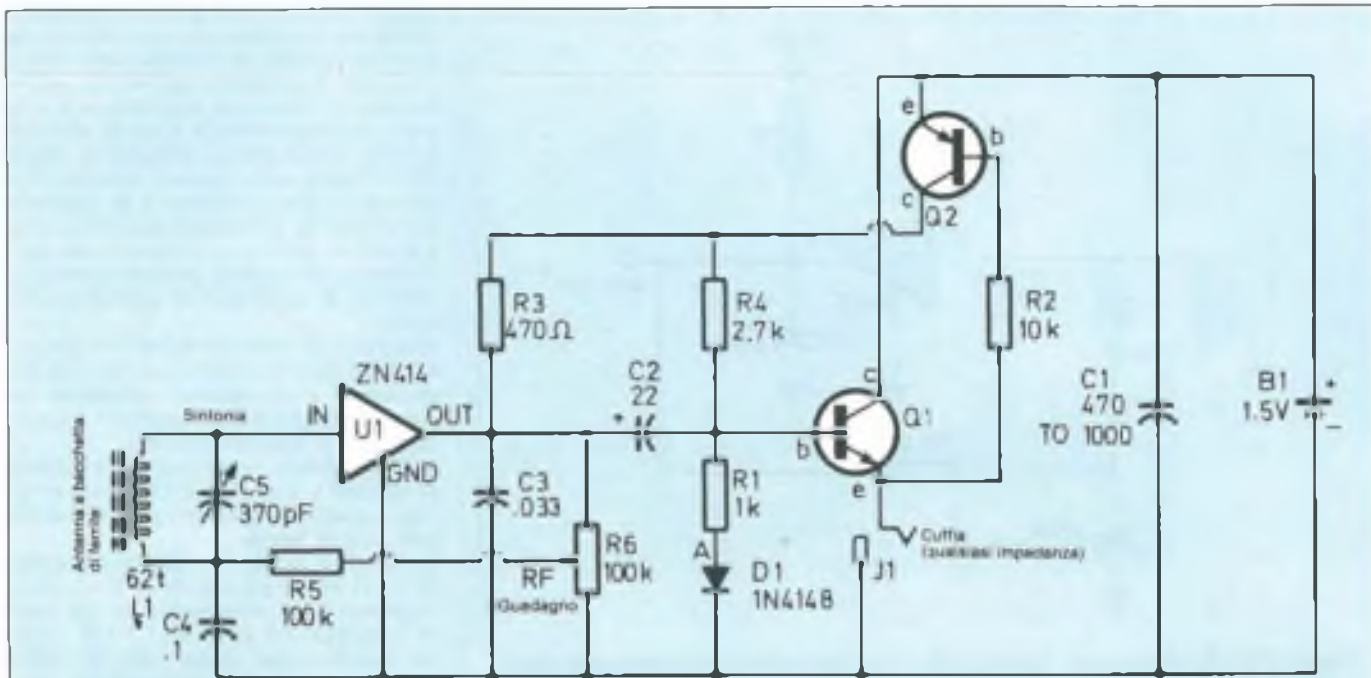 e
b
c
Q2
R3
470Ω
R4
2.7k
R2
10k
ZN414
C2
22
+
c
Q1
C1
470
TO 1000
B1
1.5V
+
−
Sintonia
IN
U1
OUT
b
GND
C5
370pF
C3
.033
R1
1k
e
Cuffia
(qualsiasi impedenza)
Antenna a bacchetta
di ferrite
A
J1
62t
L1
R5
100k
RF
Guadagno
R6
100k
D1
1N4148
C4
.1